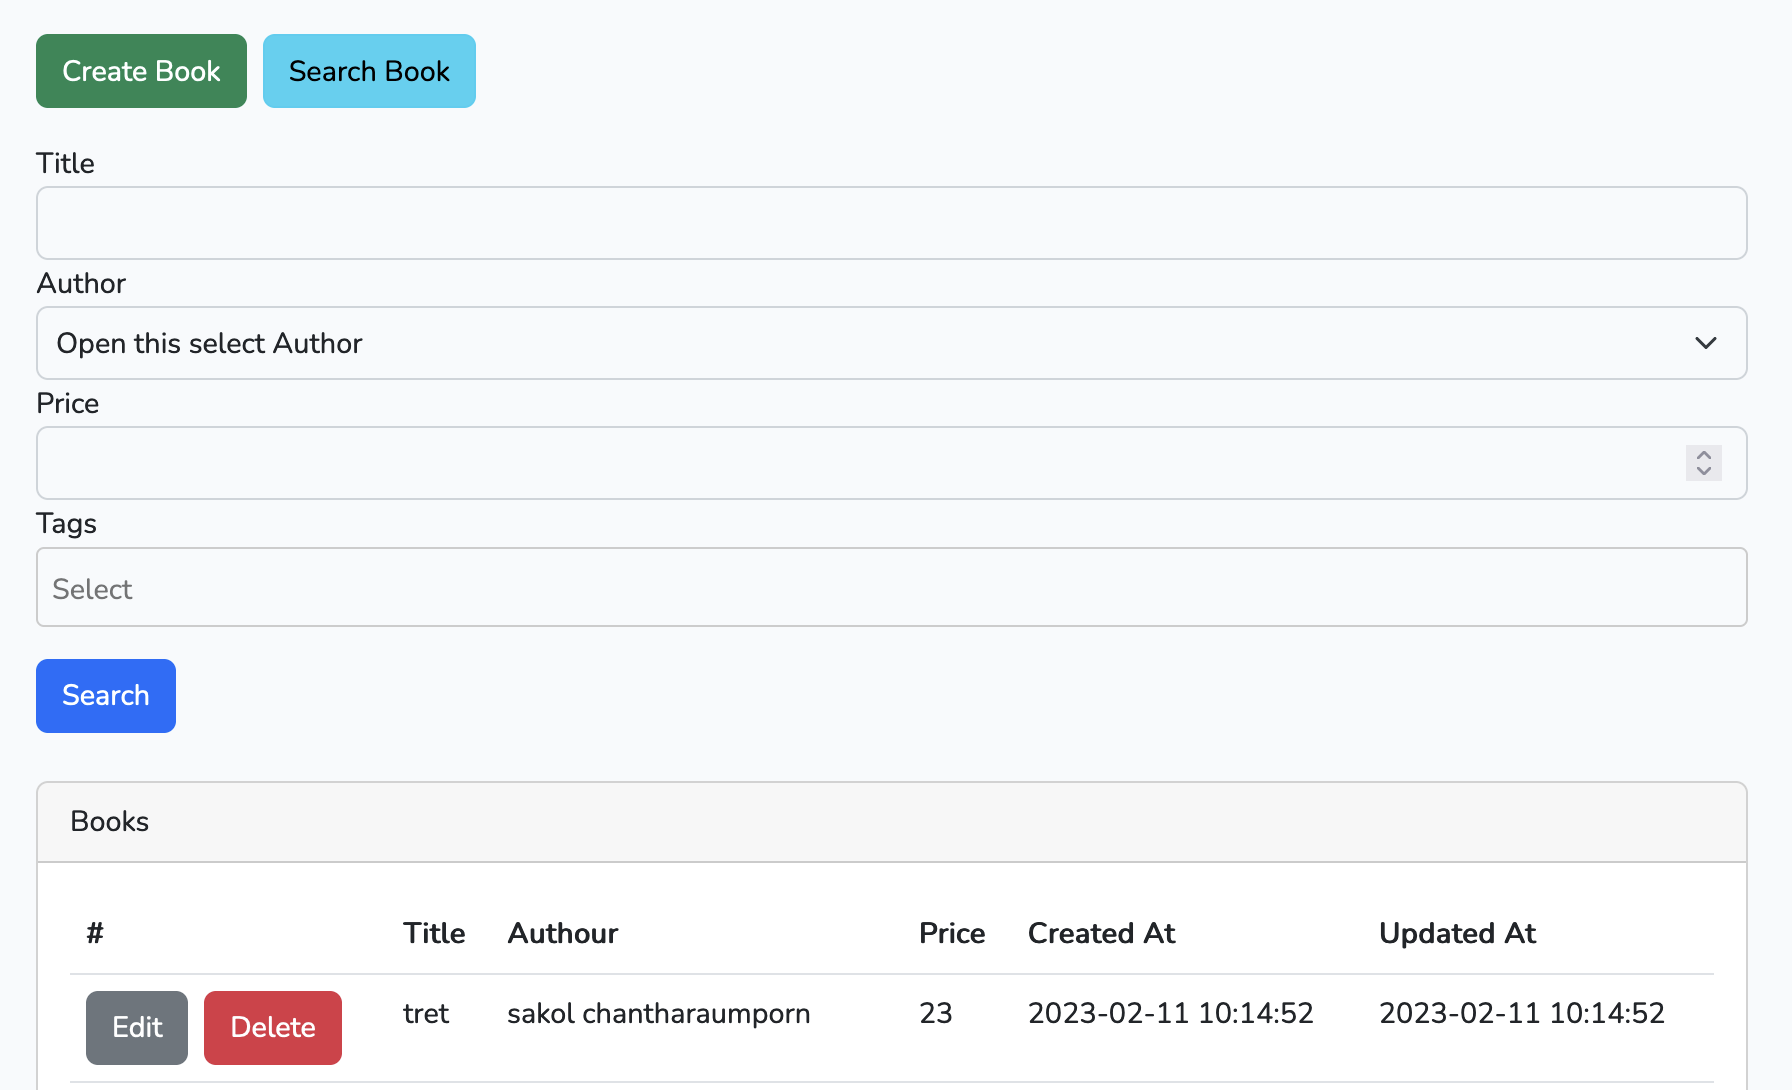 Create Book Search Book
Title
Author
Open this select Author
Price
Tags
Select
Search
Books
# Title Authour Price Created At Updated At
Edit Delete tret sakol chantharaumporn 23 2023-02-11 10:14:52 2023-02-11 10:14:52